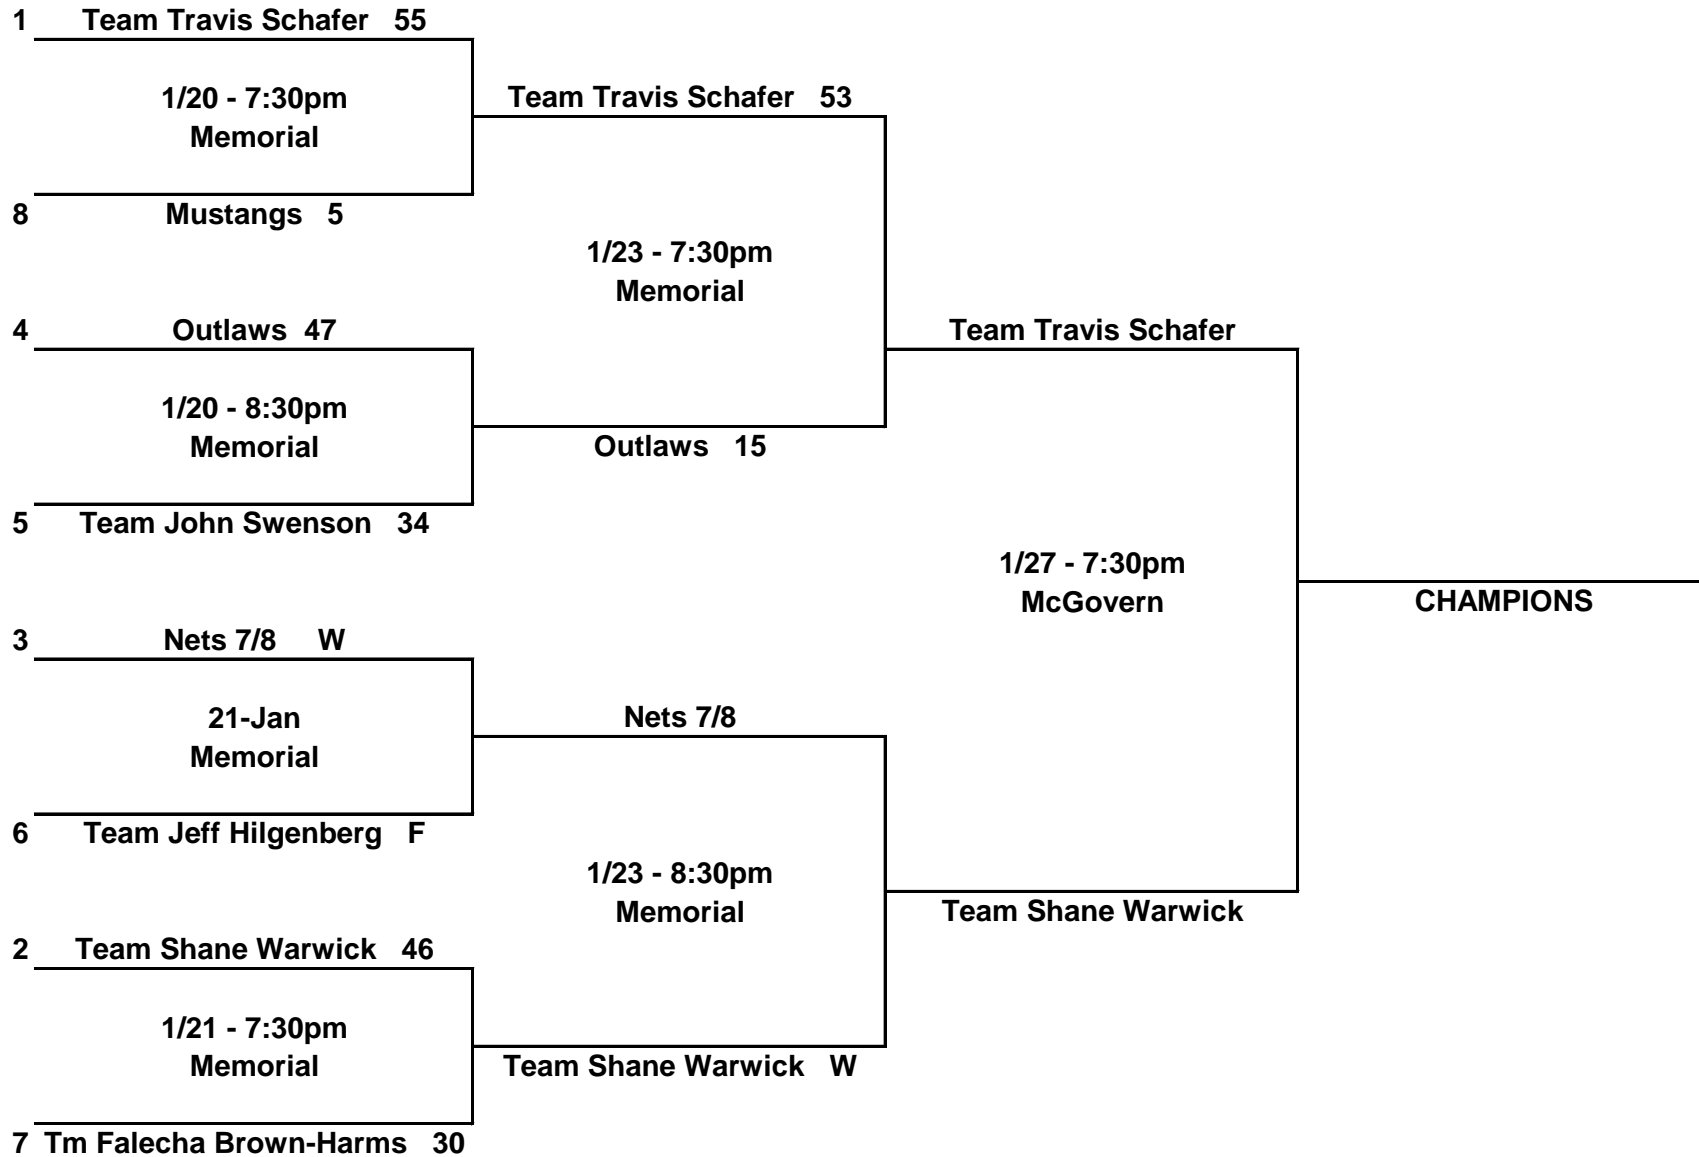 1 Team Travis Schafer 55
1/20 - 7:30pm
Memorial
8 Mustangs 5
4 Outlaws 47
1/20 - 8:30pm
Memorial
5 Team John Swenson 34
3 Nets 7/8 W
21-Jan
Memorial
6 Team Jeff Hilgenberg F
2 Team Shane Warwick 46
1/21 - 7:30pm
Memorial
7 Tm Falecha Brown-Harms 30
Team Travis Schafer 53
1/23 - 7:30pm
Memorial
Outlaws 15
Nets 7/8
1/23 - 8:30pm
Memorial
Team Shane Warwick W
Team Travis Schafer
1/27 - 7:30pm
McGovern
Team Shane Warwick
CHAMPIONS